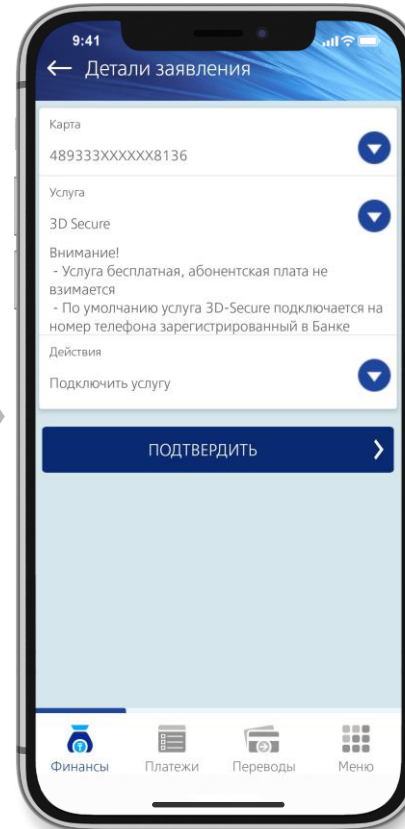 9:41
Детали заявления
Карта
489333XXXXXX8136
Услуга
3D Secure
Внимание!
- Услуга бесплатная, абонентская плата не
взимается
- По умолчанию услуга 3D-Secure подключается на
номер телефона зарегистрированный в Банке
Действия
Подключить услугу
ПОДТВЕРДИТЬ
Финансы Платежи Переводы Меню